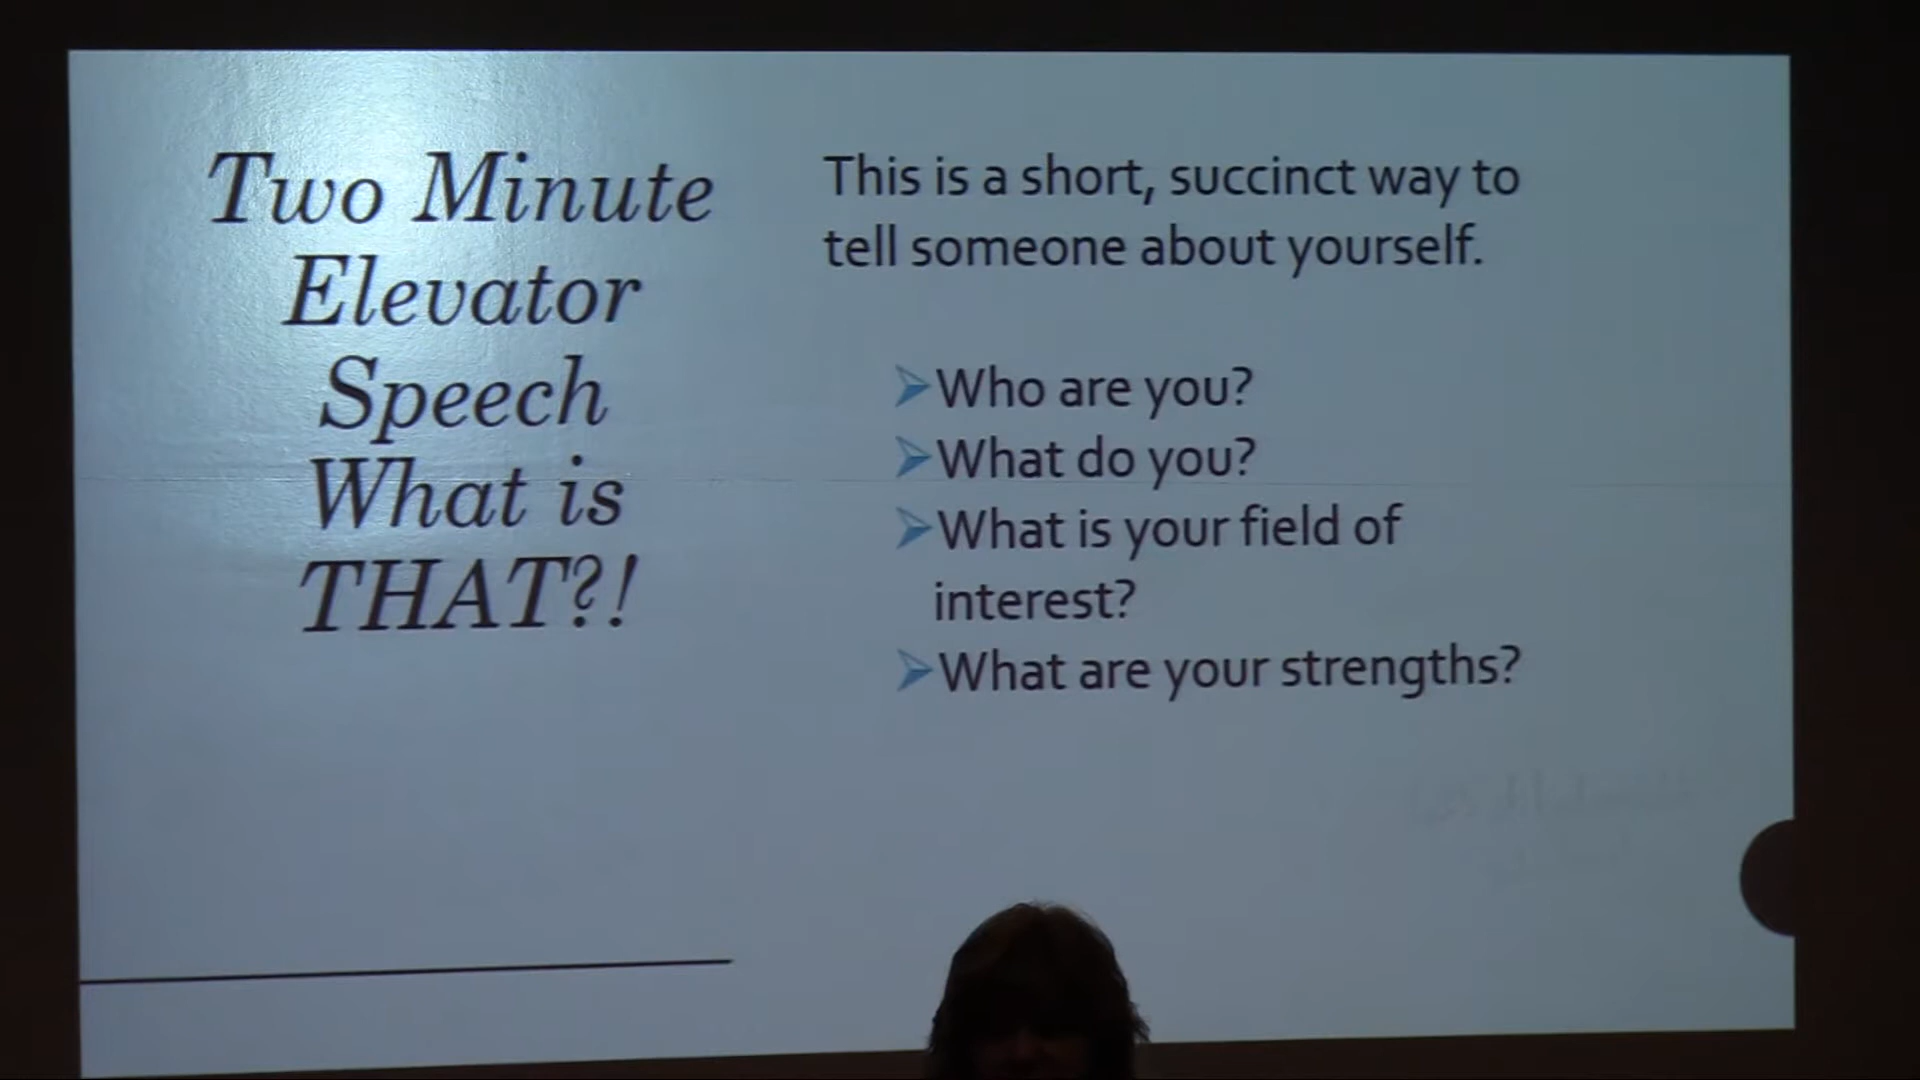 Two Minute
Elevator
Speech
What is
THAT?!
This is a short, succinct way to
tell someone about yourself.
Who are you?
What do you?
What is your field of
interest?
What are your strengths?